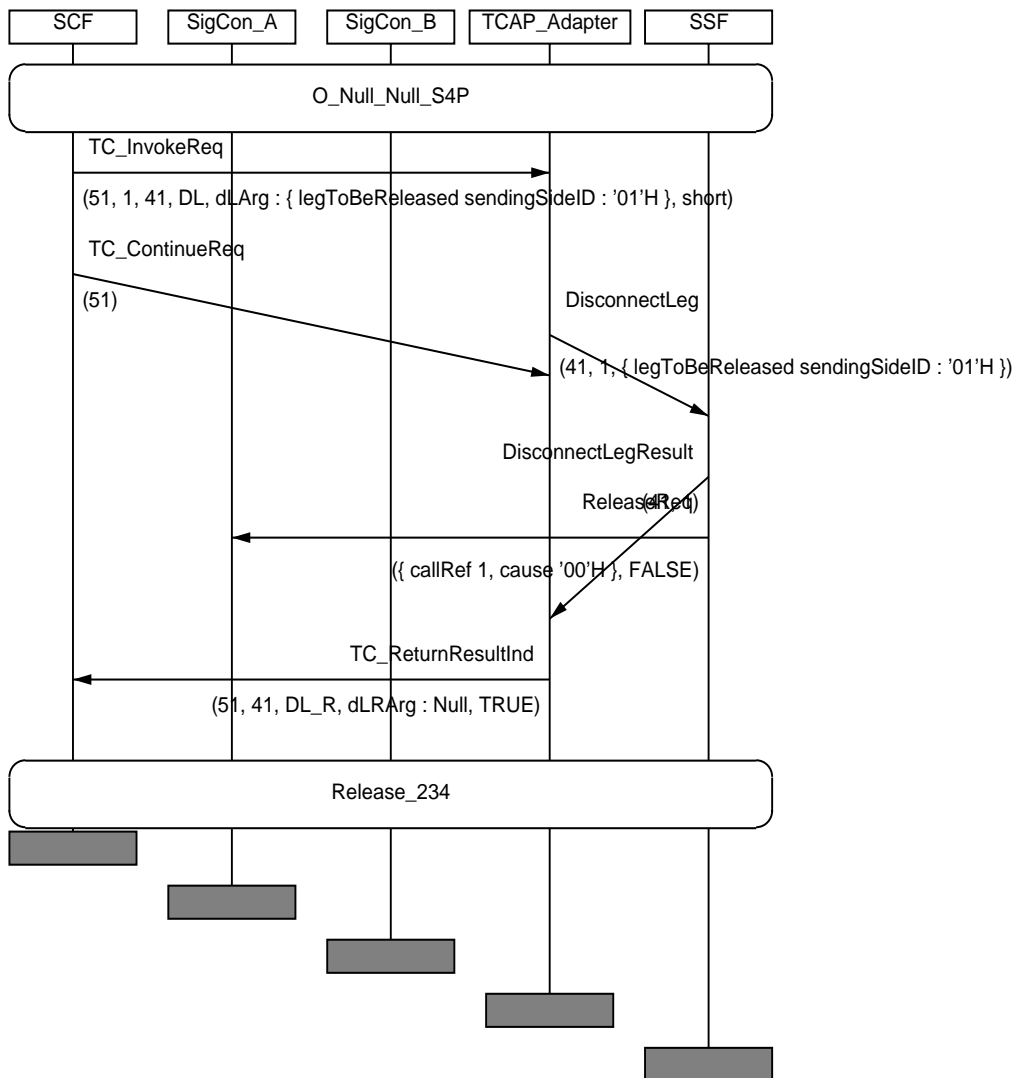 SCF SigCon_A SigCon_B TCAP_Adapter SSF
O_Null_Null_S4P
TC_InvokeReq
(51, 1, 41, DL, dLArg : { legToBeReleased sendingSideID : '01'H }, short)
TC_ContinueReq
(51)
DisconnectLeg
(41, 1, { legToBeReleased sendingSideID : '01'H })
DisconnectLegResult
ReleaseReq
({ callRef 1, cause '00'H }, FALSE)
TC_ReturnResultInd
(51, 41, DL_R, dLRArg : Null, TRUE)
Release_234